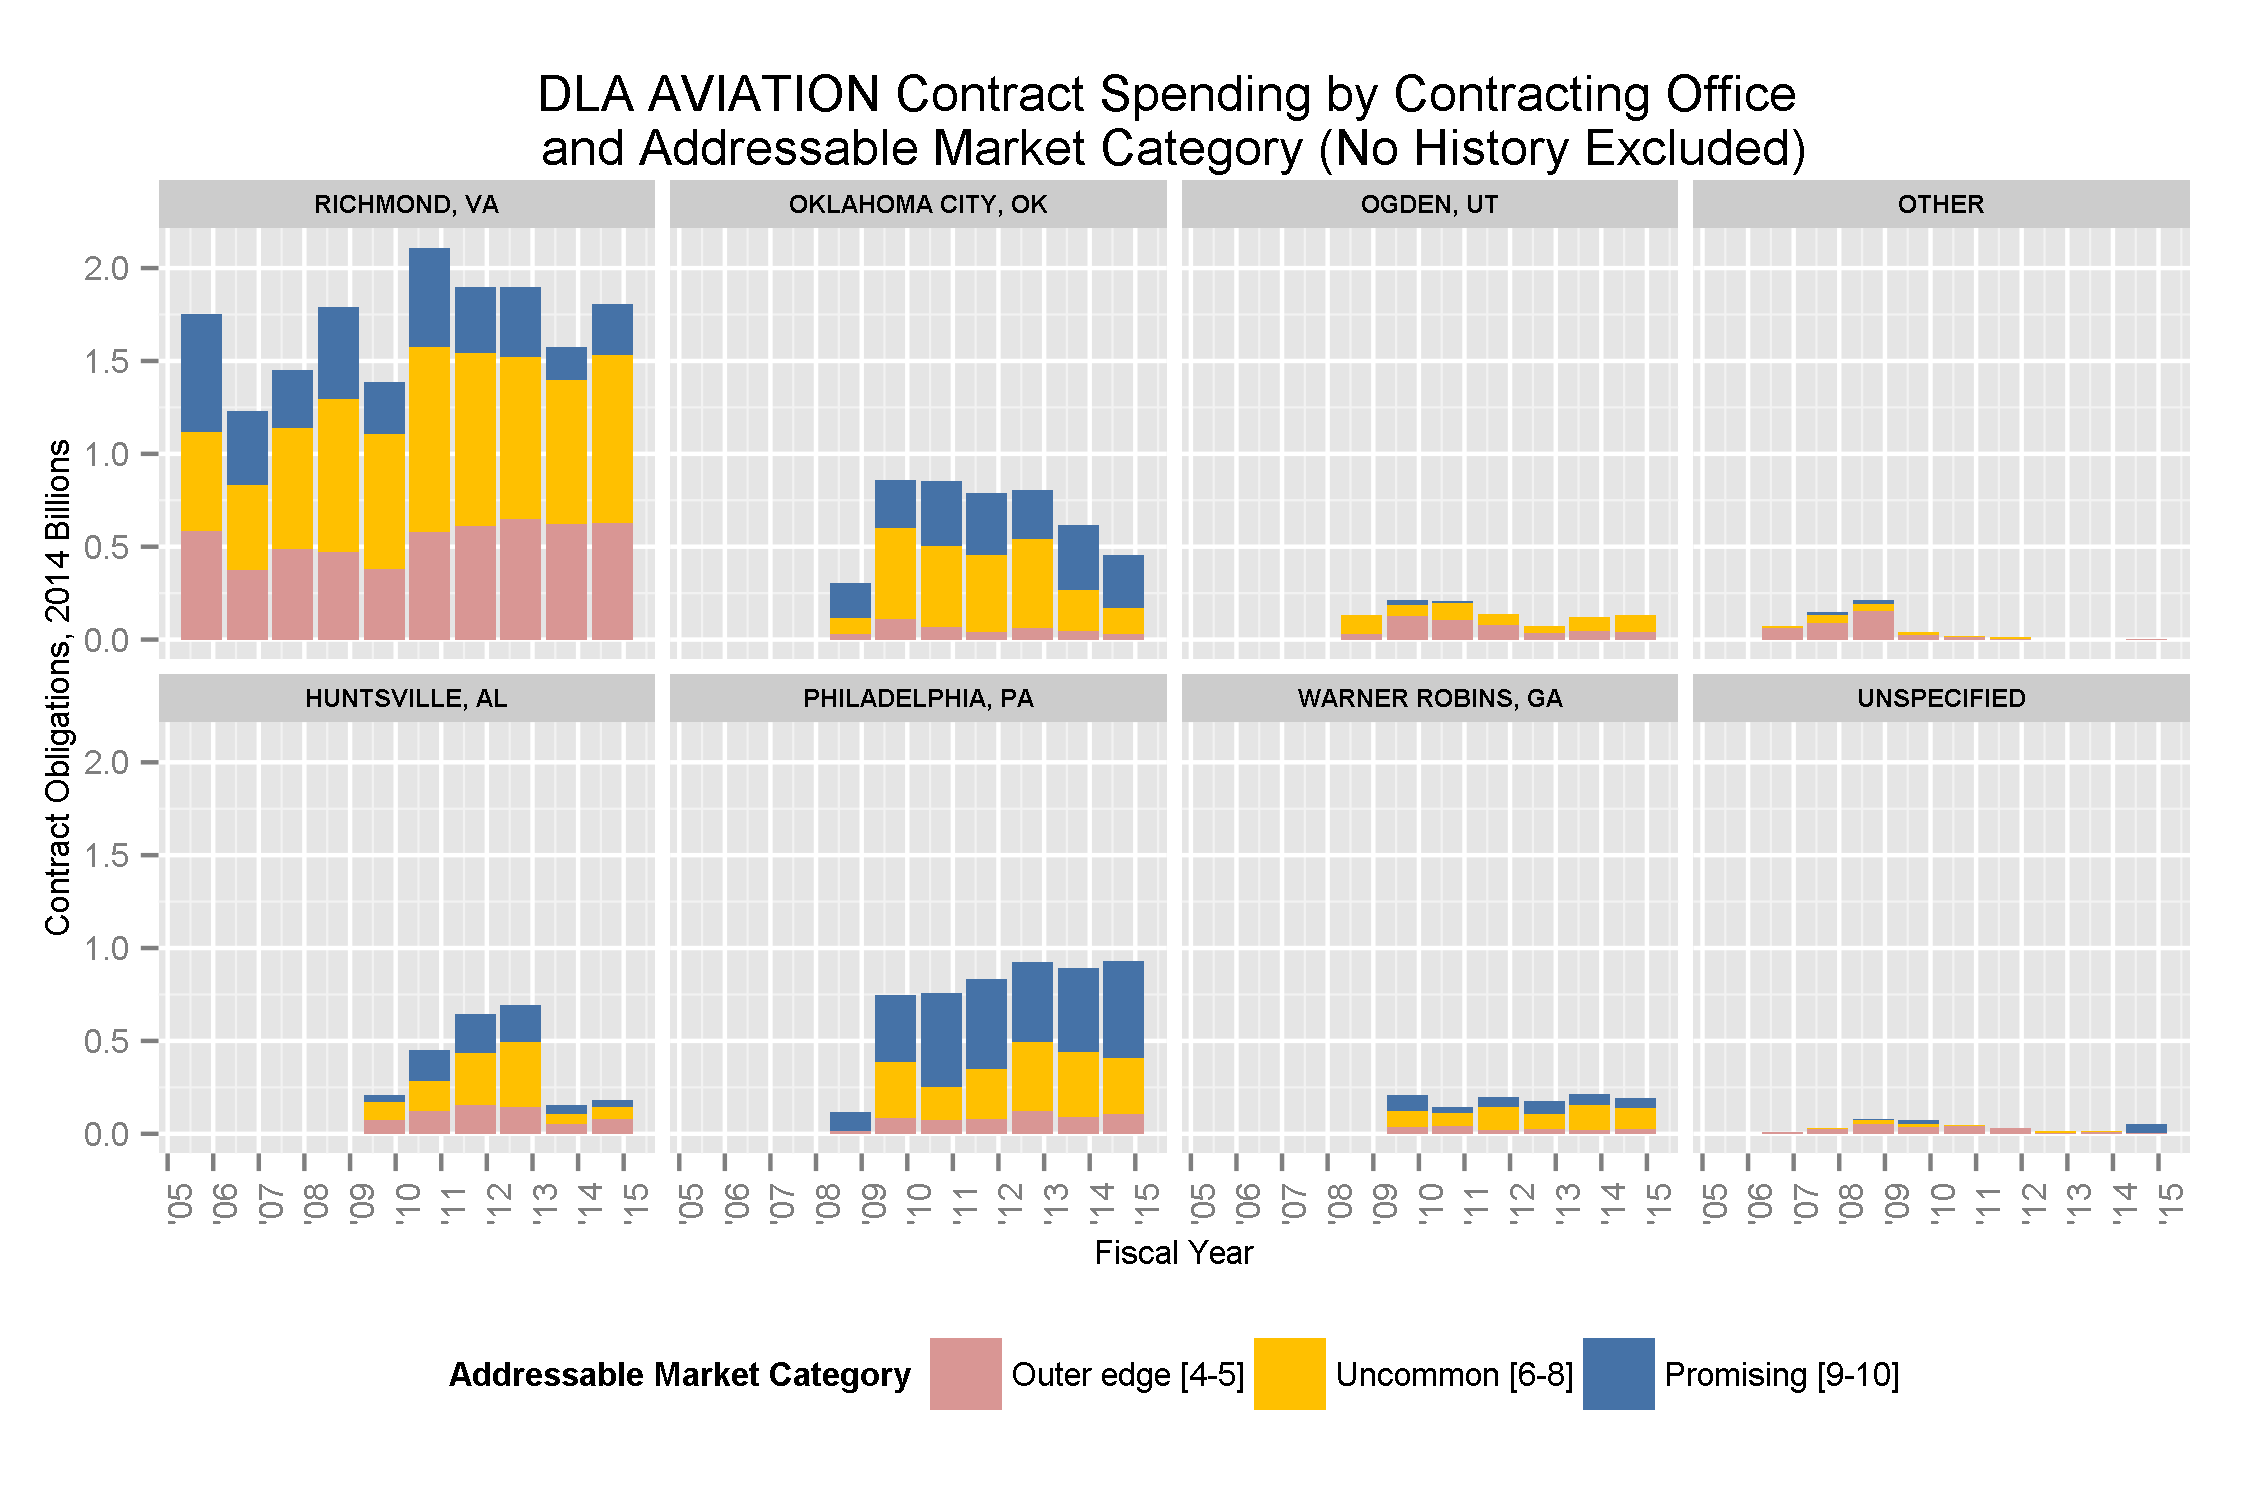 DLA AVIATION Contract Spending by Contracting Office
and Addressable Market Category (No History Excluded)
RICHMOND, VA
OKLAHOMA CITY, OK
OGDEN, UT
OTHER
2.0
1.5
1.0
0.5
0.0
HUNTSVILLE, AL
PHILADELPHIA, PA
WARNER ROBINS, GA
UNSPECIFIED
2.0
1.5
1.0
0.5
0.0
Contract Obligations, 2014 Billions
'05 '06 '07 '08 '09 '10 '11 '12 '13 '14 '15
'05 '06 '07 '08 '09 '10 '11 '12 '13 '14 '15
'05 '06 '07 '08 '09 '10 '11 '12 '13 '14 '15
'05 '06 '07 '08 '09 '10 '11 '12 '13 '14 '15
Fiscal Year
Addressable Market Category Outer edge [4-5] Uncommon [6-8] Promising [9-10]